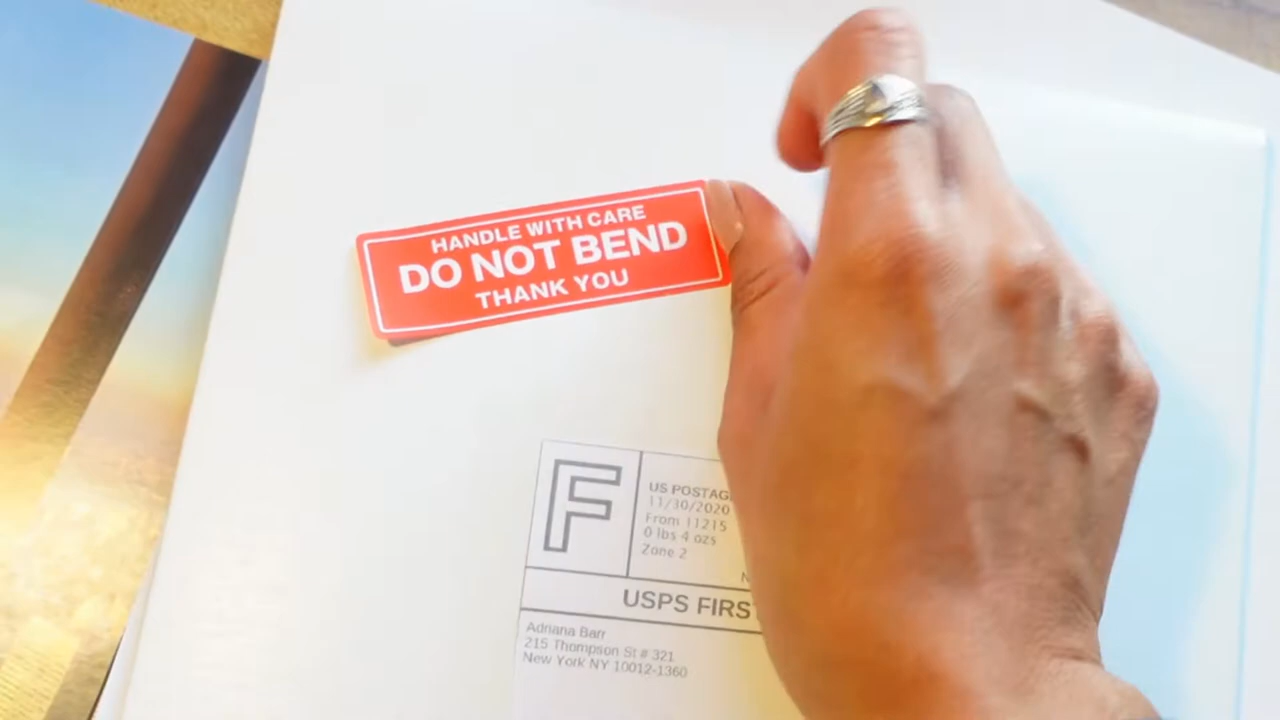 HANDLE WITH CARE
DO NOT BEND
THANK YOU
F
US POSTAG
11/30/2020
From 11215
0 lbs 4 ozs
Zone 2
N
USPS FIRS
Adriana Barr
215 Thompson St # 321
New York NY 10012-1360